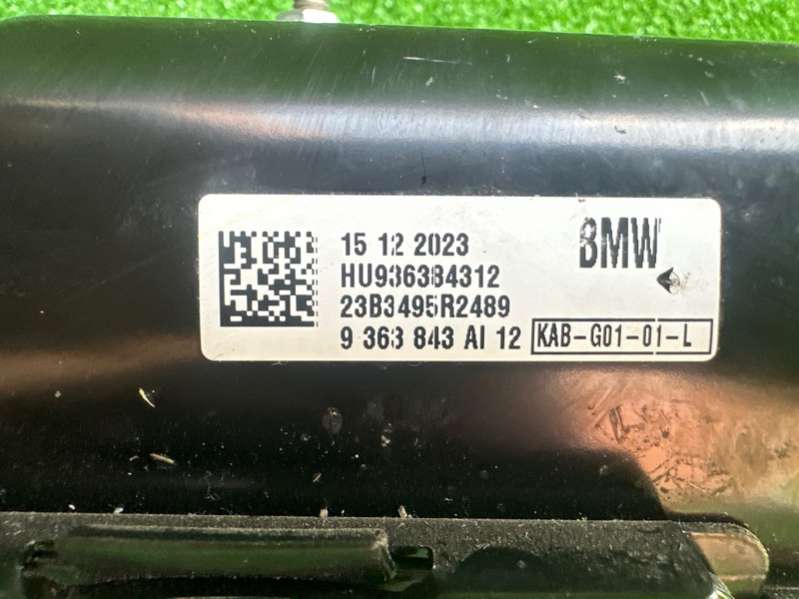 15 12 2023
BMW
HU936384312
23B3495R2489
9 363 843 AI 12
KAB-G01-01-L